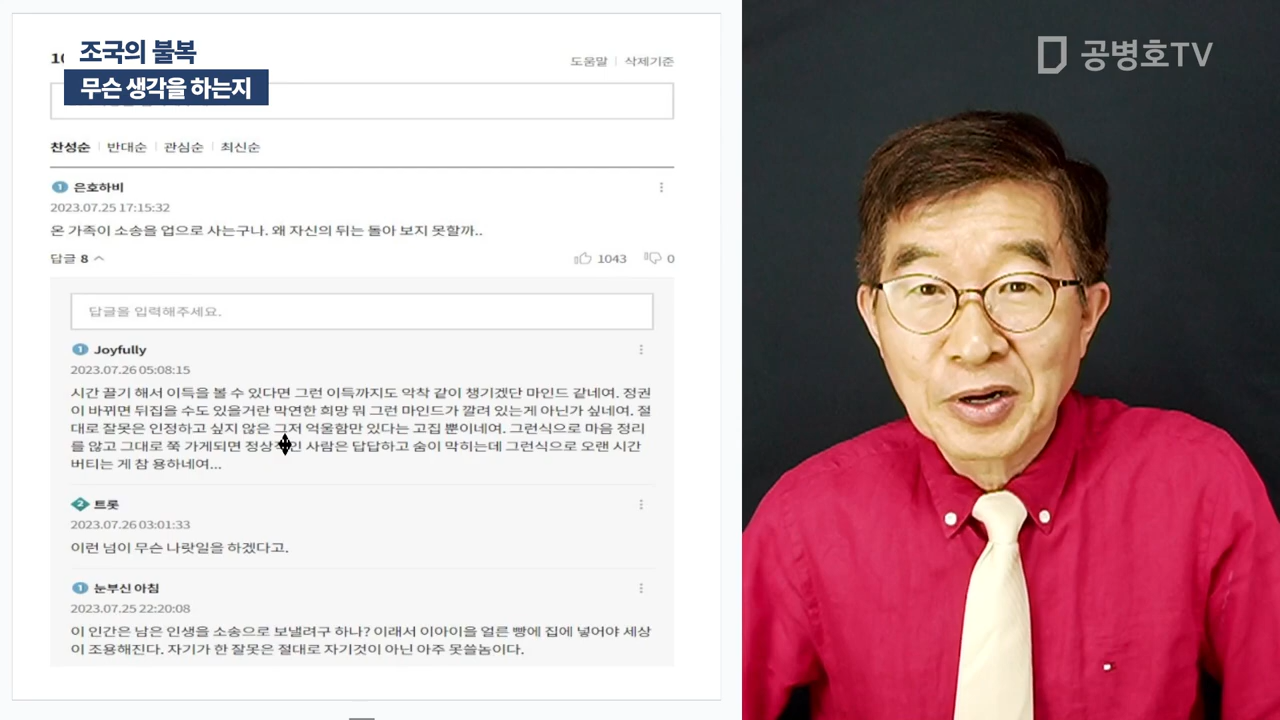 조국의 불복
무슨 생각을 하는지
공병호TV
10
도움말 | 삭제기준
찬성순 | 반대순 | 관심순 | 최신순
1 은호하비
2023.07.25 17:15:32
온 가족이 소송을 업으로 사는구나. 왜 자신의 뒤는 돌아 보지 못할까..
답글 8
1043 0
답글을 입력해주세요.
1 Joyfully
2023.07.26 05:08:15
시간 끌기 해서 이득을 볼 수 있다면 그런 이득까지도 악착 같이 챙기겠단 마인드 같네여. 정권
이 바뀌면 뒤집을 수도 있을거란 막연한 희망 뭐 그런 마인드가 깔려 있는게 아닌가 싶네여. 절
대로 잘못은 인정하고 싶지 않은 그저 억울함만 있다는 고집 뿐이네여. 그런식으로 마음 정리
를 않고 그대로 쭉 가게되면 정상적인 사람은 답답하고 숨이 막히는데 그런식으로 오랜 시간
버티는 게 참 용하네여...
2 트롯
2023.07.26 03:01:33
이런 넘이 무슨 나랏일을 하겠다고.
1 눈부신 아침
2023.07.25 22:20:08
이 인간은 남은 인생을 소송으로 보낼려구 하나? 이래서 이아이을 얼른 빵에 집에 넣어야 세상
이 조용해진다. 자기가 한 잘못은 절대로 자기것이 아닌 아주 못쓸놈이다.